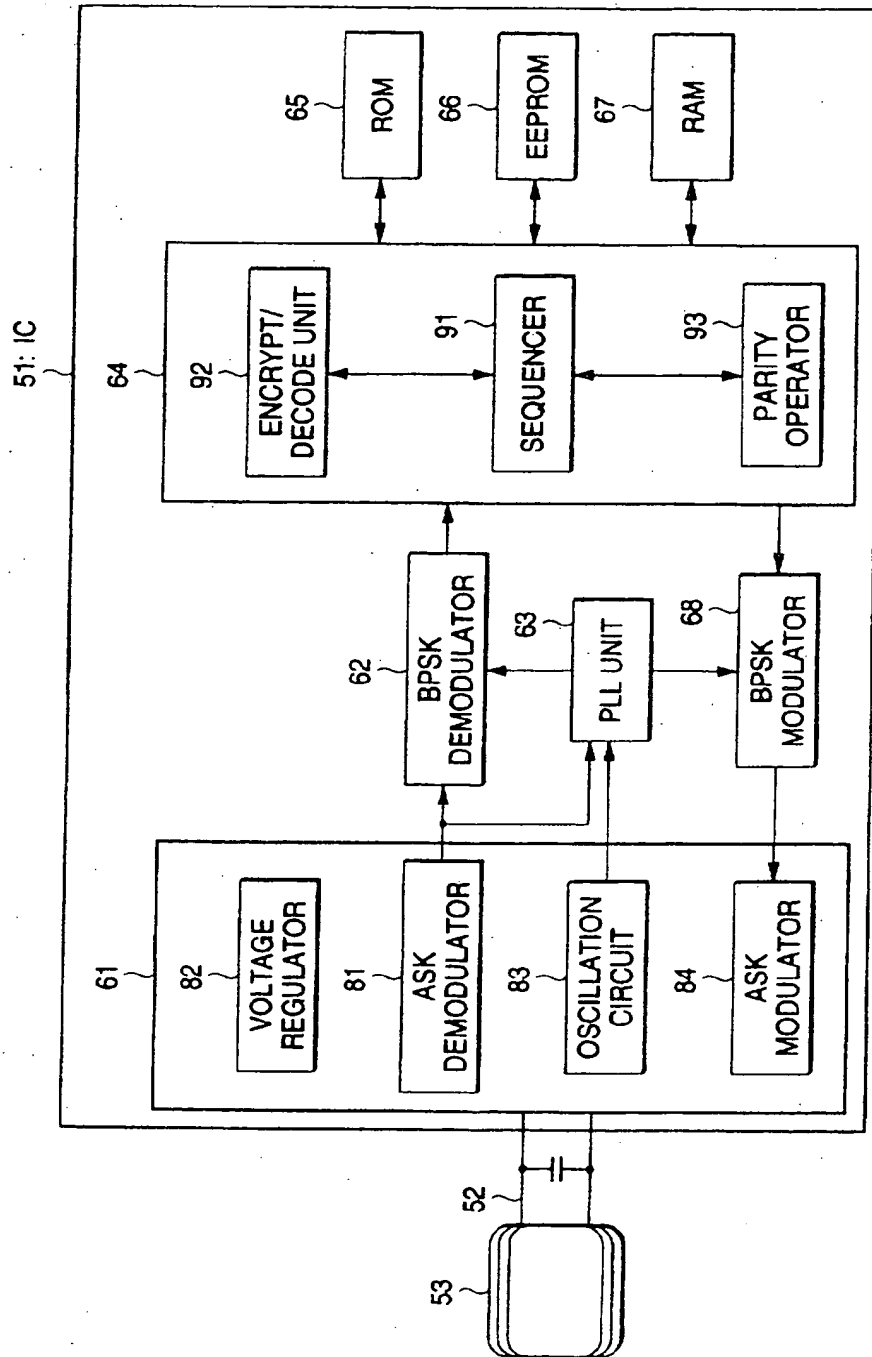 51: IC
61
82
VOLTAGE
REGULATOR
81
ASK
DEMODULATOR
83
OSCILLATION
CIRCUIT
84
ASK
MODULATOR
52
53
62
BPSK
DEMODULATOR
63
PLL UNIT
68
BPSK
MODULATOR
64
92
ENCRYPT/
DECODE UNIT
91
SEQUENCER
93
PARITY
OPERATOR
65
ROM
66
EEPROM
67
RAM